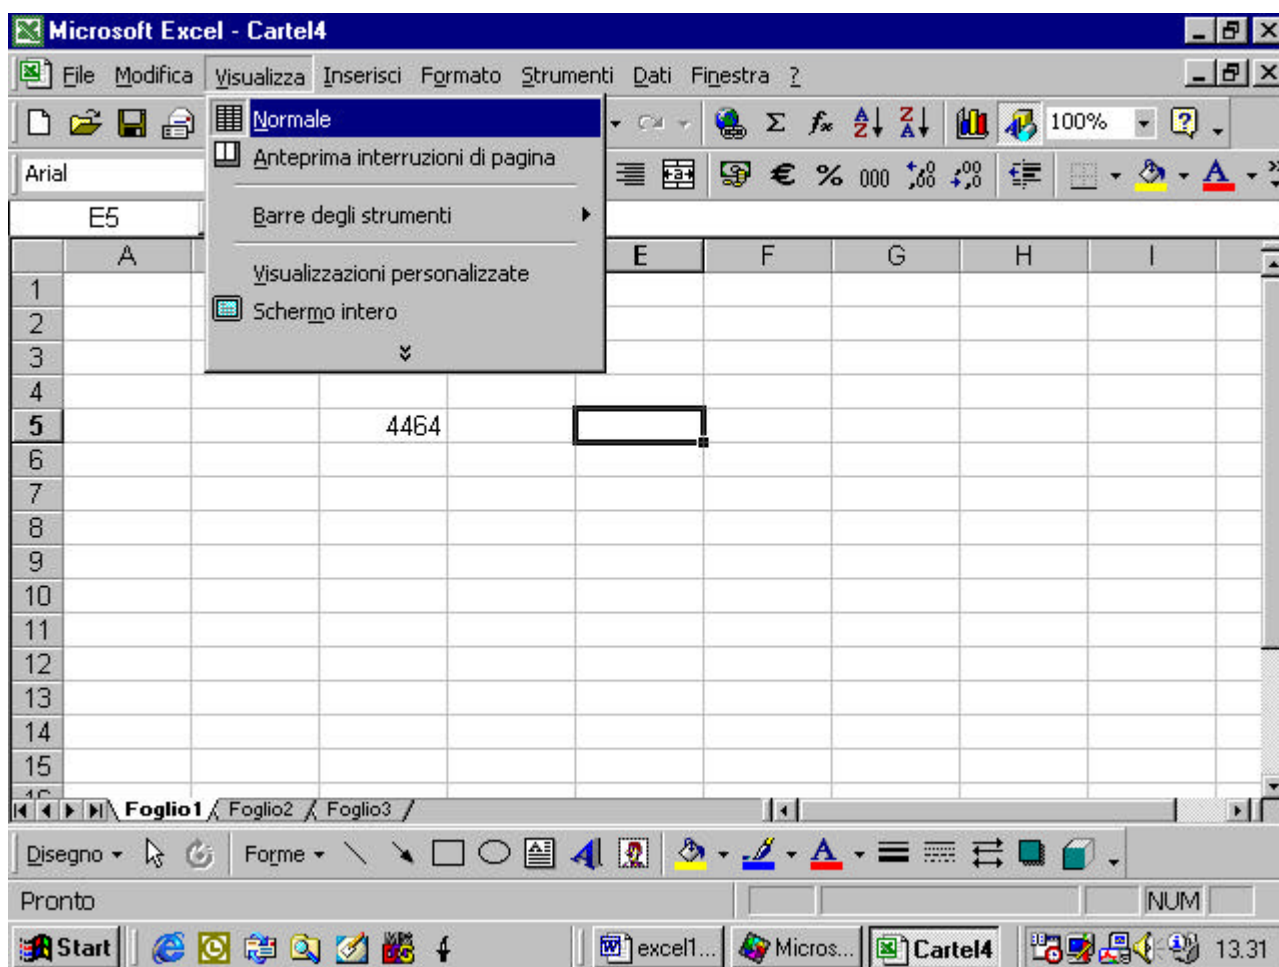 Microsoft Excel - Cartel4
File Modifica Visualizza Inserisci Formato Strumenti Dati Finestra ?
Normale
100%
Anteprima interruzioni di pagina
Arial
€ % 000
Barre degli strumenti
E5
A E F G H I
Visualizzazioni personalizzate
Schermo intero
1
2
3
4
5 4464
6
7
8
9
10
11
12
13
14
15
Foglio1 Foglio2 Foglio3
Disegno Forme
Pronto NUM
Start excel1... Micros... Cartel4 13.31